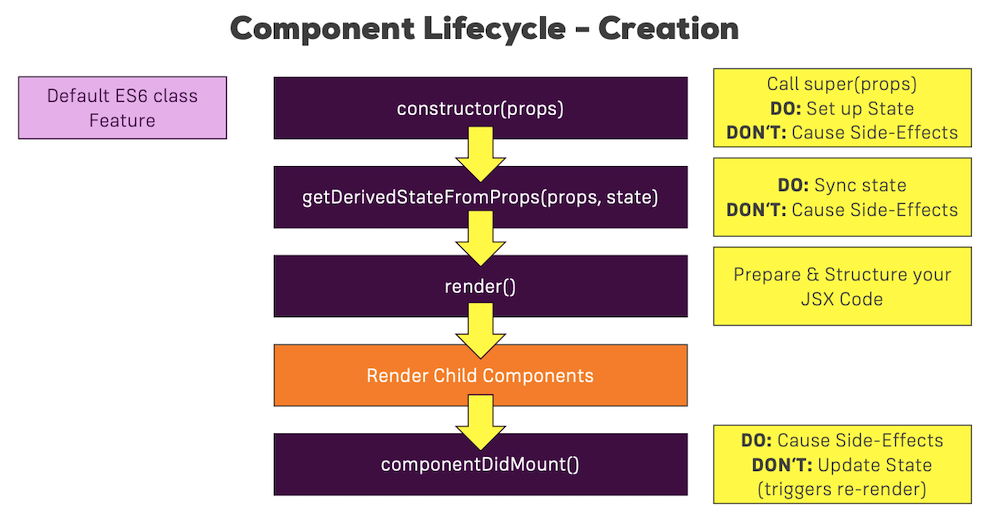 Component Lifecycle – Creation
Default ES6 class
Feature
constructor(props)
Call super(props)
DO: Set up State
DON'T: Cause Side-Effects
getDerivedStateFromProps(props, state)
DO: Sync state
DON'T: Cause Side-Effects
render()
Prepare & Structure your
JSX Code
Render Child Components
componentDidMount()
DO: Cause Side-Effects
DON'T: Update State
(triggers re-render)